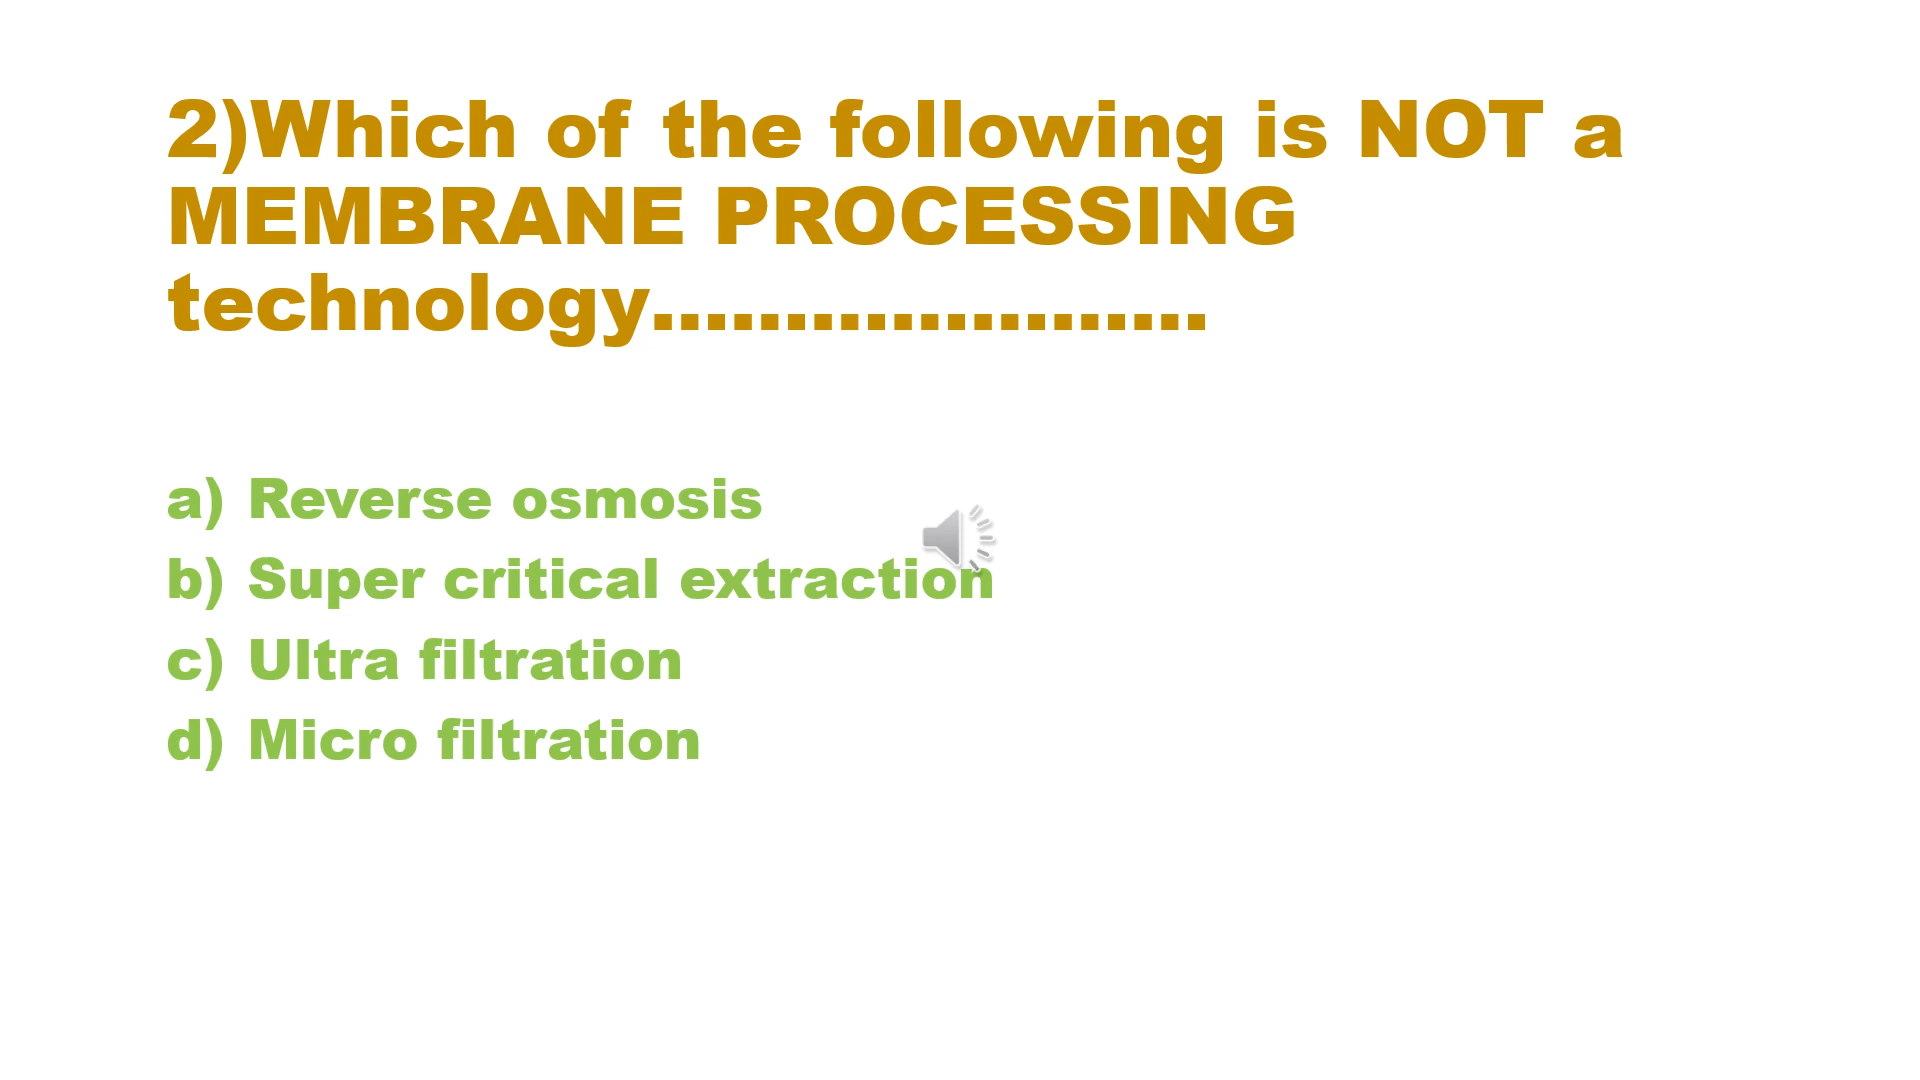 2)Which of the following is NOT a
MEMBRANE PROCESSING
technology.....................
a) Reverse osmosis
b) Super critical extraction
c) Ultra filtration
d) Micro filtration